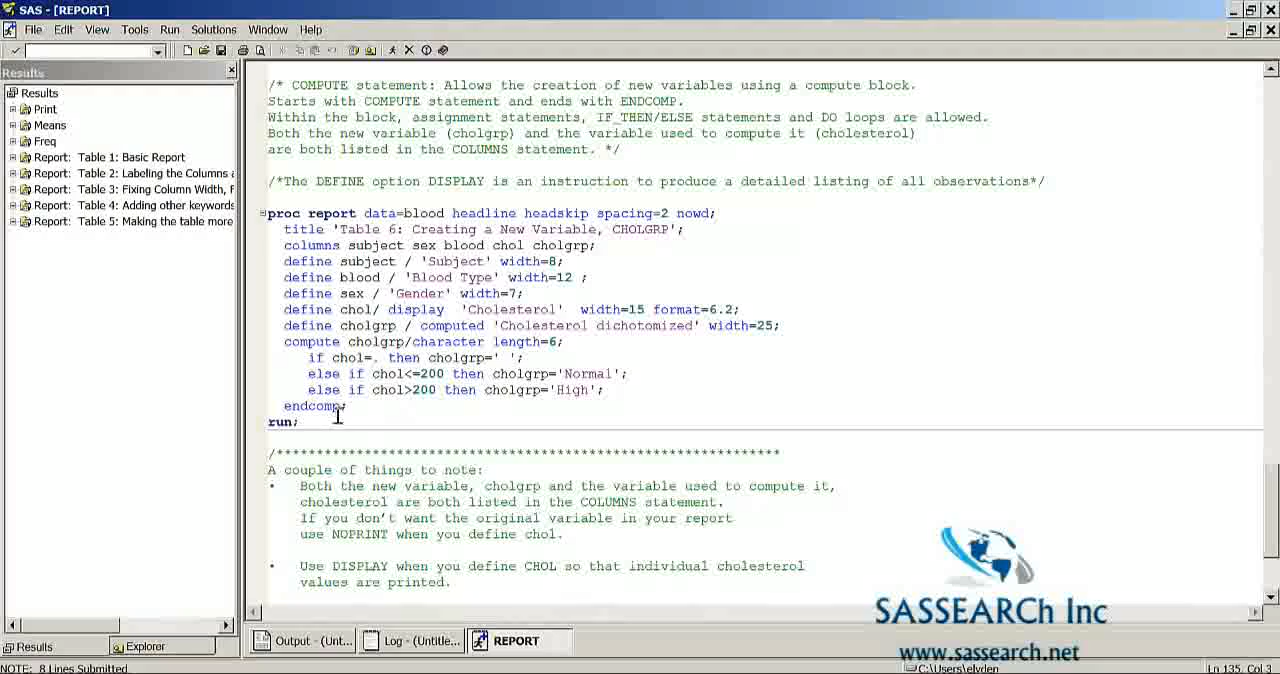 SAS - [REPORT]
File Edit View Tools Run Solutions Window Help
Results
Results
Print
Means
Freq
Report: Table 1: Basic Report
Report: Table 2: Labeling the Columns a
Report: Table 3: Fixing Column Width, F
Report: Table 4: Adding other keywords
Report: Table 5: Making the table more
/* COMPUTE statement: Allows the creation of new variables using a compute block.
Starts with COMPUTE statement and ends with ENDCOMP.
Within the block, assignment statements, IF_THEN/ELSE statements and DO loops are allowed.
Both the new variable (cholgrp) and the variable used to compute it (cholesterol)
are both listed in the COLUMNS statement. */
/*The DEFINE option DISPLAY is an instruction to produce a detailed listing of all observations*/
proc report data=blood headline headskip spacing=2 nowd;
title 'Table 6: Creating a New Variable, CHOLGRP';
columns subject sex blood chol cholgrp;
define subject / 'Subject' width=8;
define blood / 'Blood Type' width=12 ;
define sex / 'Gender' width=7;
define chol/ display 'Cholesterol' width=15 format=6.2;
define cholgrp / computed 'Cholesterol dichotomized' width=25;
compute cholgrp/character length=6;
if chol=. then cholgrp=' ';
else if chol<=200 then cholgrp='Normal';
else if chol>200 then cholgrp='High';
endcomp;
run;
/***************************************************************
A couple of things to note:
• Both the new variable, cholgrp and the variable used to compute it,
cholesterol are both listed in the COLUMNS statement.
If you don't want the original variable in your report
use NOPRINT when you define chol.
• Use DISPLAY when you define CHOL so that individual cholesterol
values are printed.
SASSEARCh Inc
www.sassearch.net
Results Explorer
Output - (Unt... Log - (Untitle... REPORT
NOTE: 8 Lines Submitted
C:\Users\elyden
Ln 135, Col 3